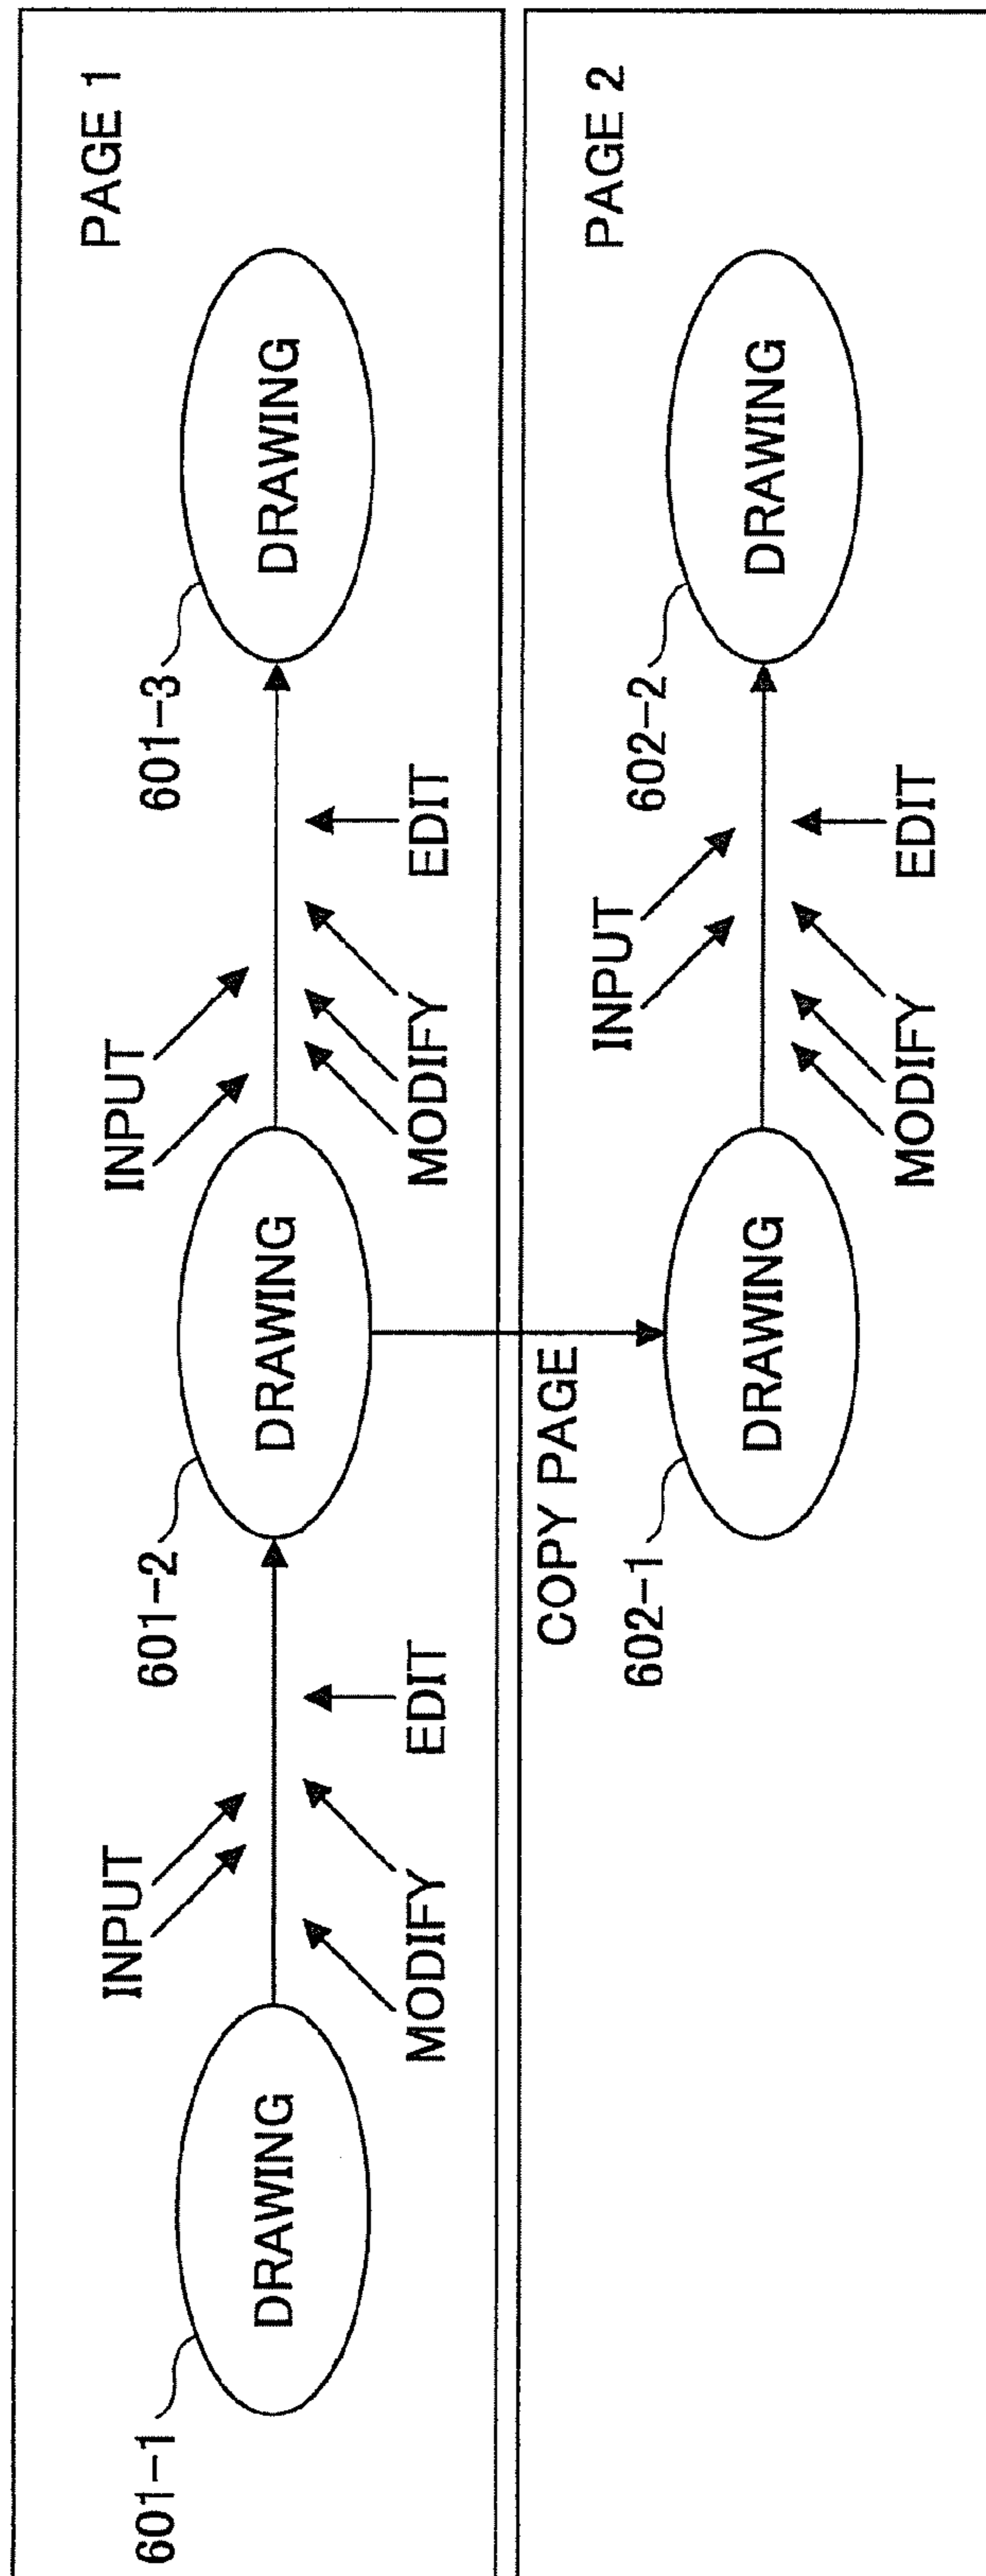 PAGE 1
601-1
DRAWING
INPUT
MODIFY
EDIT
601-2
DRAWING
INPUT
MODIFY
EDIT
601-3
DRAWING
COPY PAGE
PAGE 2
602-1
DRAWING
INPUT
MODIFY
EDIT
602-2
DRAWING